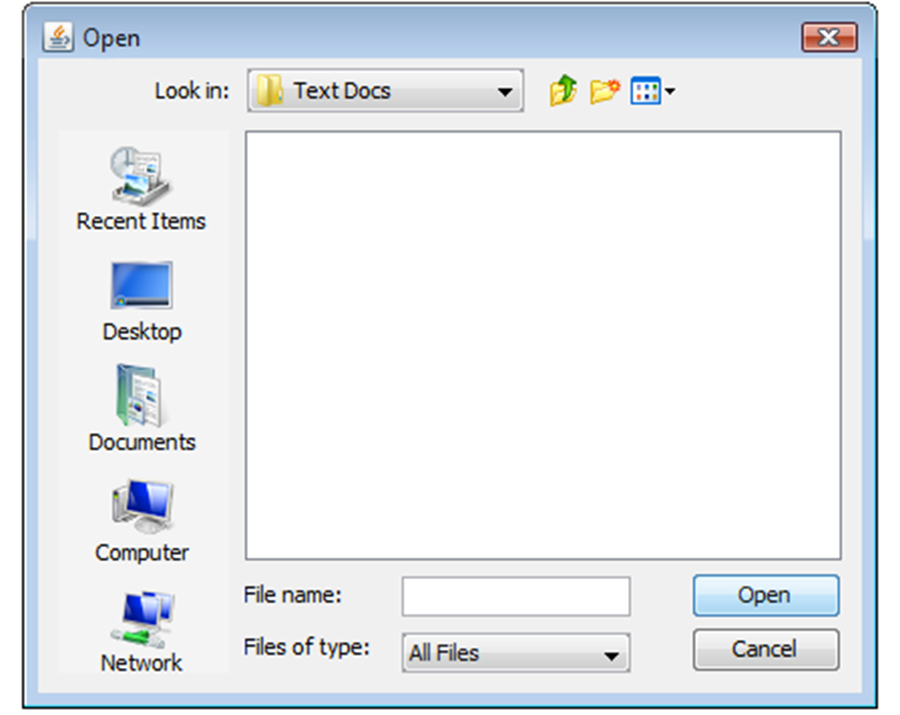 Open
Look in: Text Docs
Recent Items
Desktop
Documents
Computer
Network
File name:
Open
Files of type: All Files
Cancel